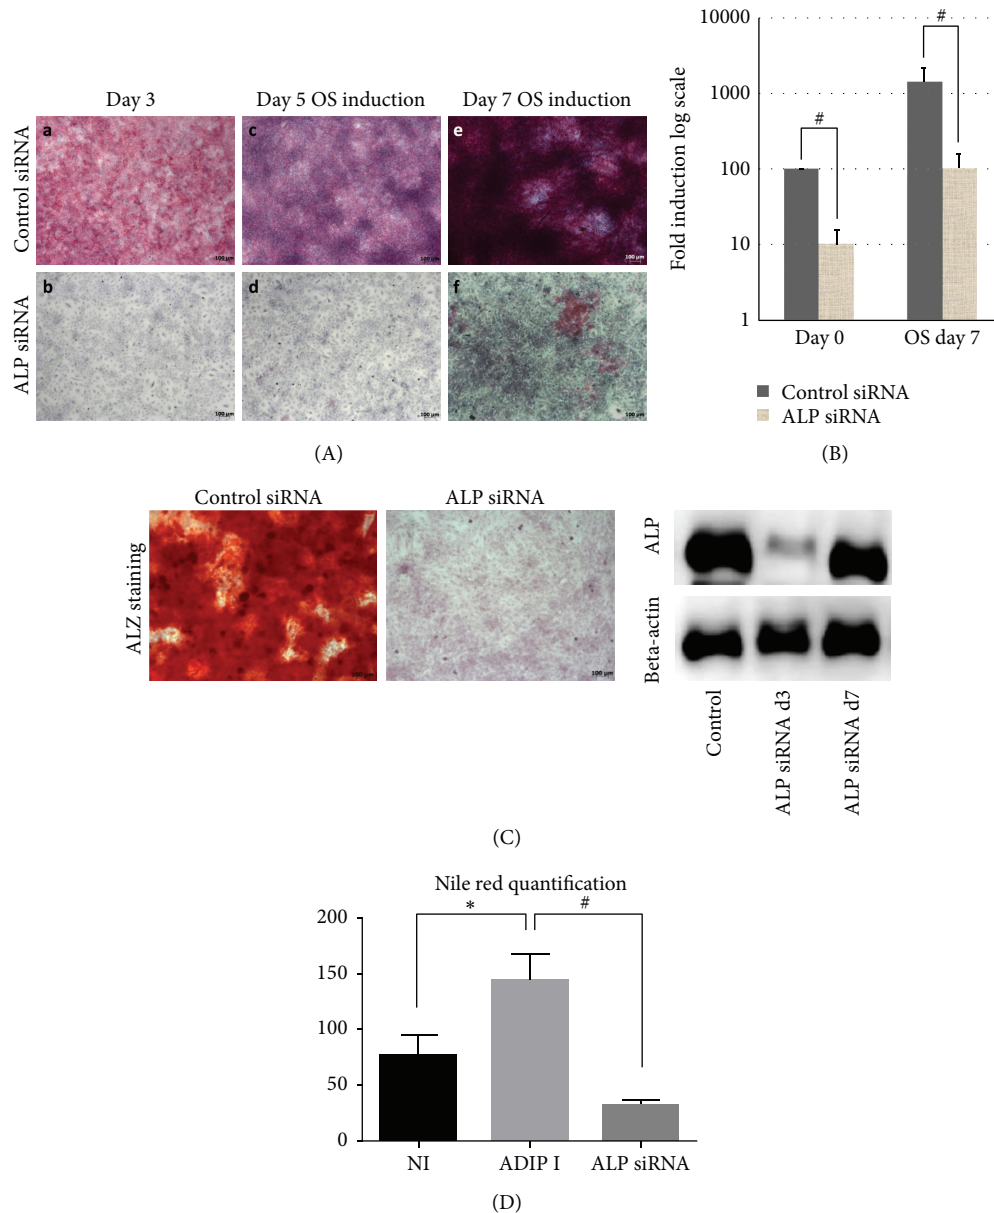 Day 3
Day 5 OS induction
Day 7 OS induction
Control siRNA
a
c
e
100 µm
100 µm
100 µm
ALP siRNA
b
d
f
100 µm
100 µm
100 µm
(A)
Fold induction log scale
10000
1000
100
10
1
#
#
Day 0
OS day 7
Control siRNA
ALP siRNA
(B)
Control siRNA
ALP siRNA
ALZ staining
100 µm
100 µm
ALP
Beta-actin
Control
ALP siRNA d3
ALP siRNA d7
(C)
Nile red quantification
200
150
100
50
0
*
#
NI
ADIP I
ALP siRNA
(D)